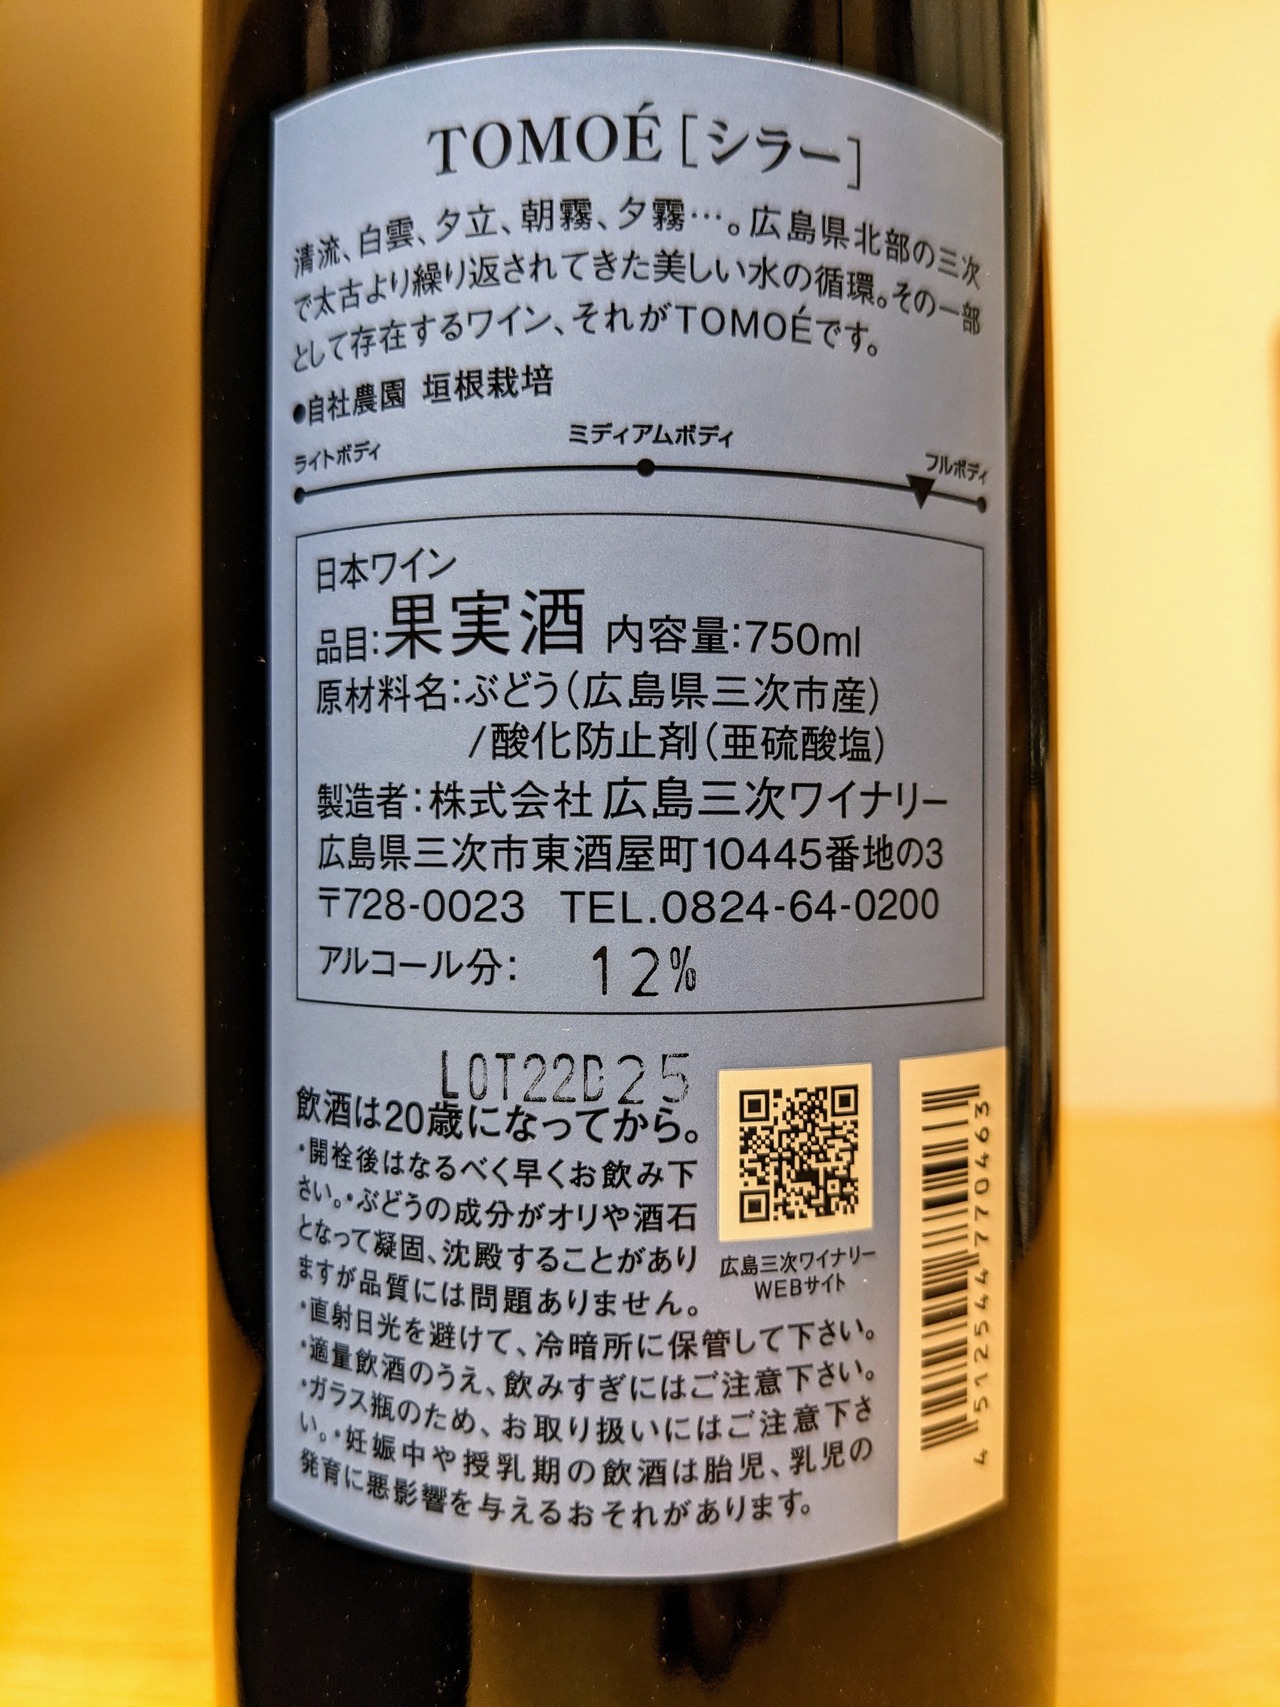 TOMOÉ［シラー］
清流、白雲、夕立、朝霧、夕霧…。広島県北部の三次
で太古より繰り返されてきた美しい水の循環。その一部
として存在するワイン、それがTOMOÉです。
●自社農園 垣根栽培
ライトボディ ミディアムボディ フルボディ
日本ワイン
品目：果実酒 内容量：750ml
原材料名：ぶどう（広島県三次市産）
/酸化防止剤（亜硫酸塩）
製造者：株式会社 広島三次ワイナリー
広島県三次市東酒屋町10445番地の3
〒728-0023 TEL.0824-64-0200
アルコール分： 12%
LOT22D25
飲酒は20歳になってから。
・開栓後はなるべく早くお飲み下
さい。・ぶどうの成分がオリや酒石
となって凝固、沈殿することがあり
ますが品質には問題ありません。
・直射日光を避けて、冷暗所に保管して下さい。
・適量飲酒のうえ、飲みすぎにはご注意下さい。
・ガラス瓶のため、お取り扱いにはご注意下さ
い。・妊娠中や授乳期の飲酒は胎児、乳児の
発育に悪影響を与えるおそれがあります。
広島三次ワイナリー
WEBサイト
4 512544 770463